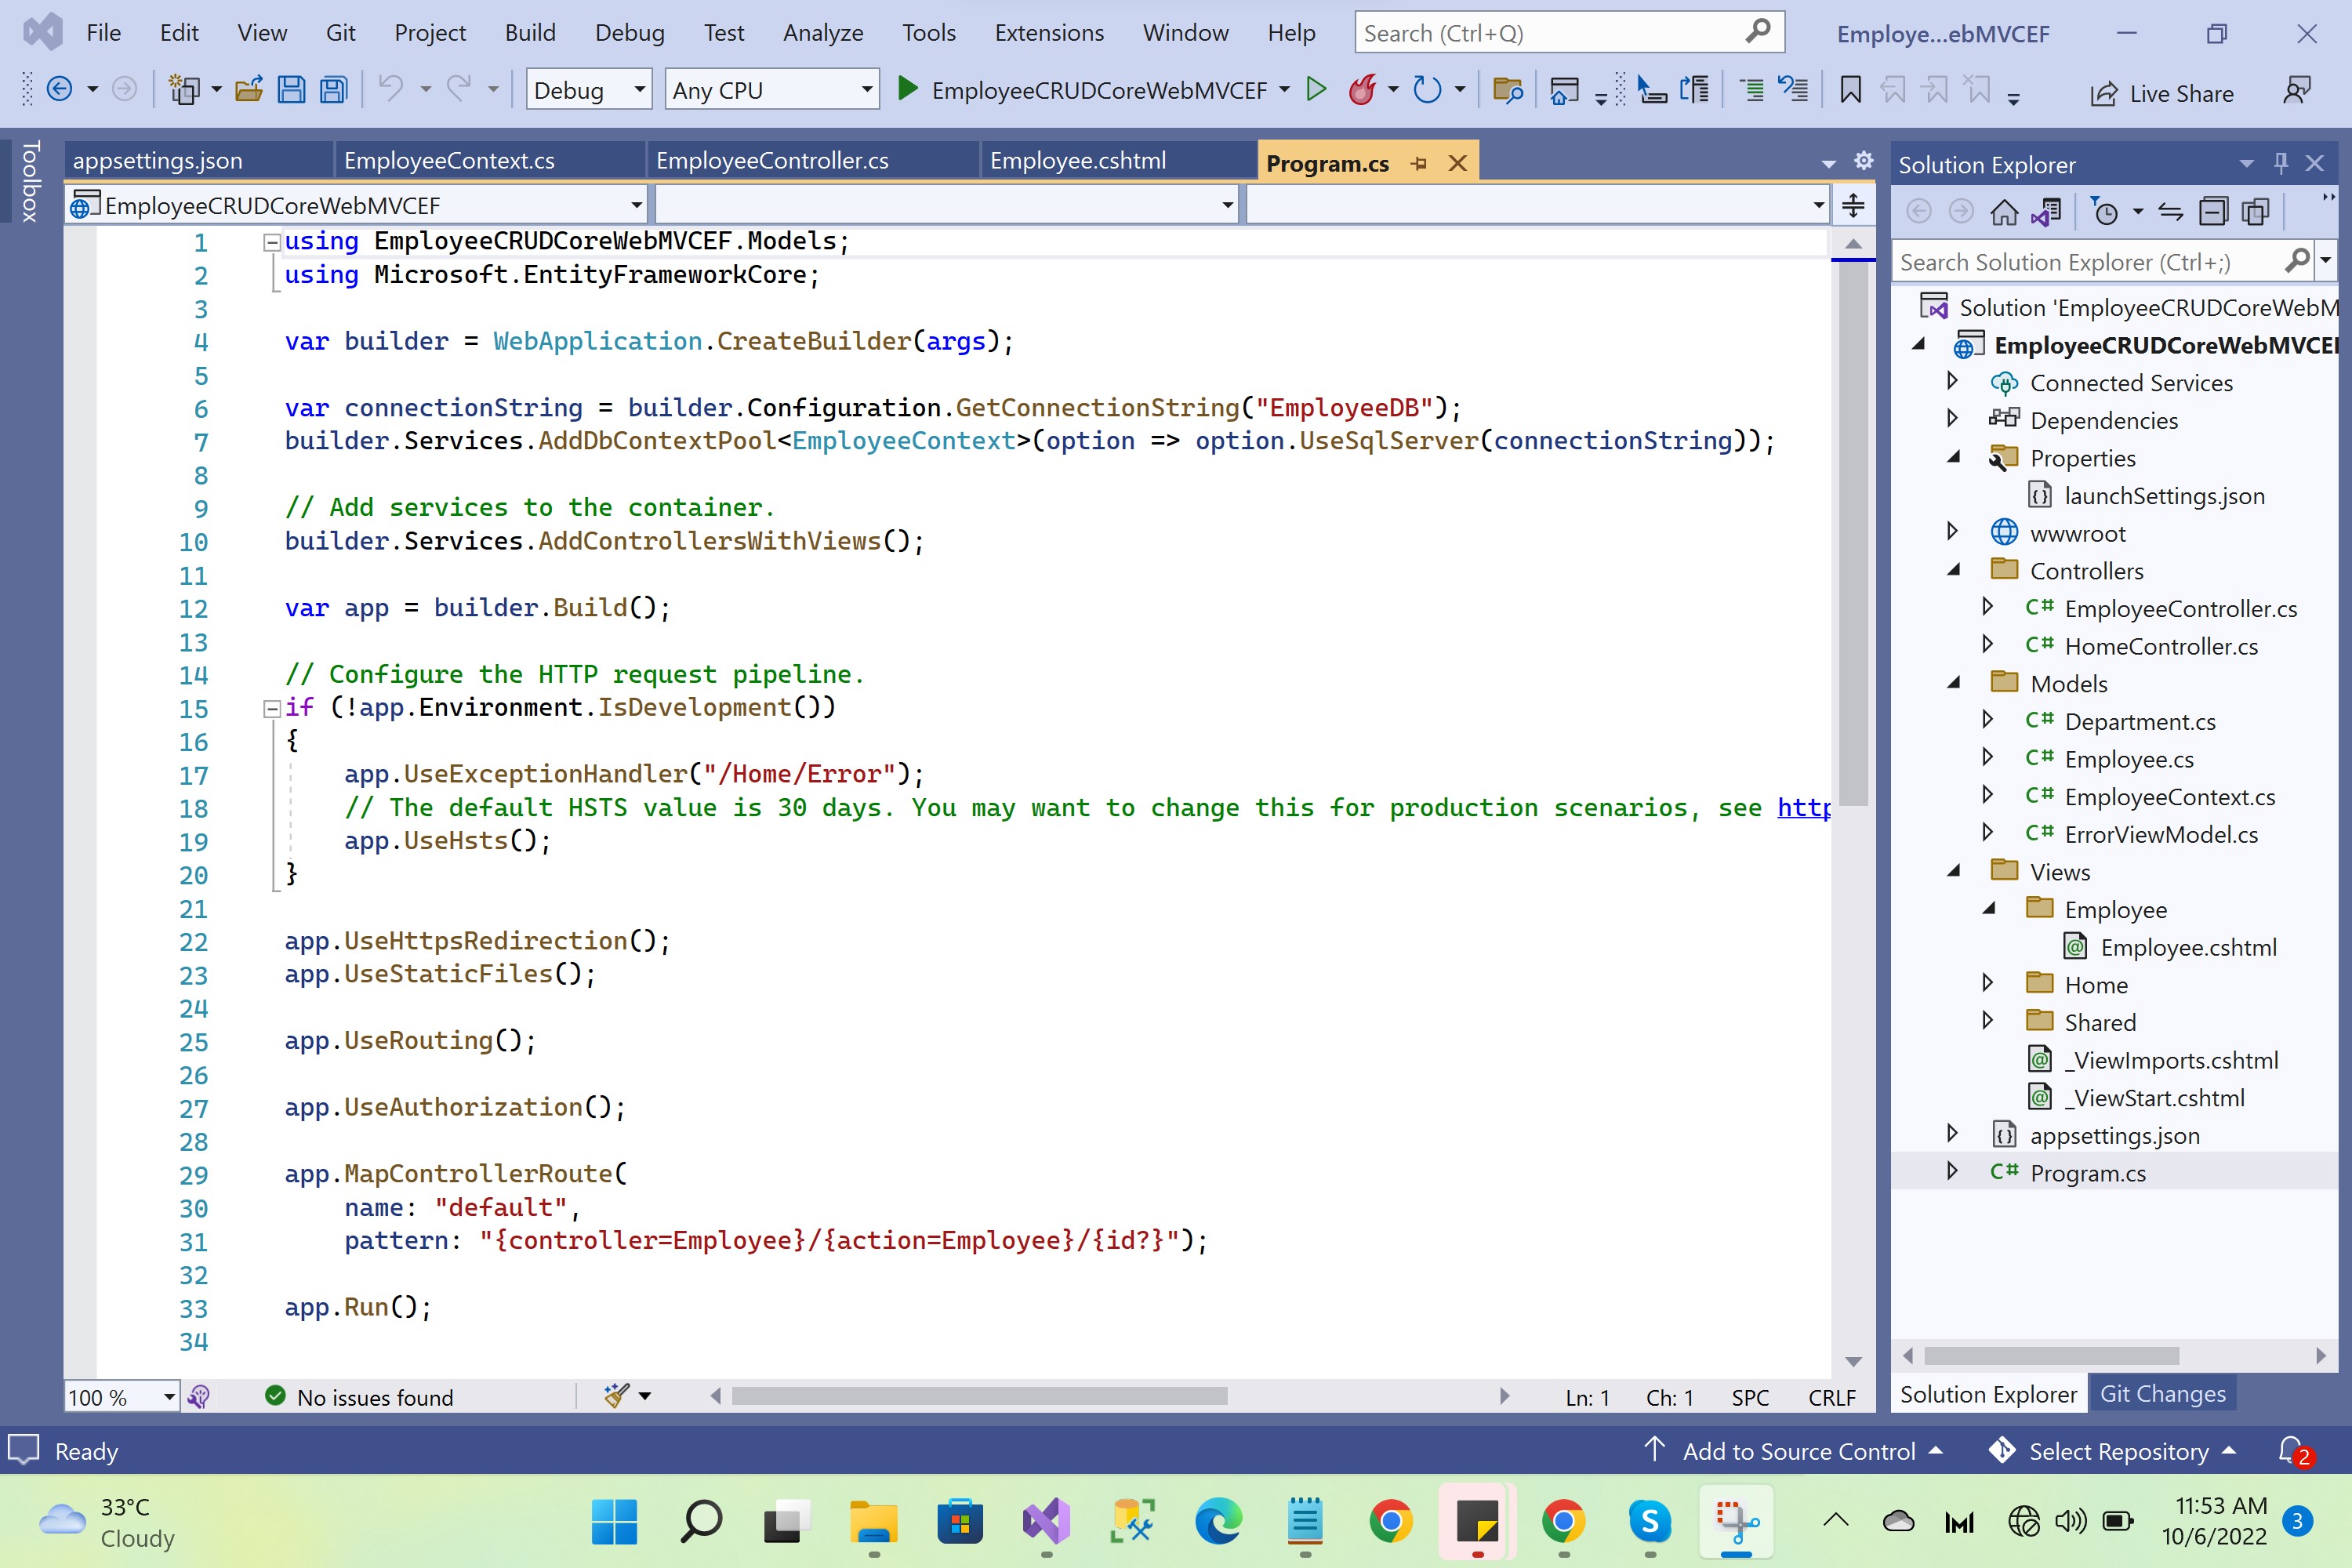 File Edit View Git Project Build Debug Test Analyze Tools Extensions Window Help Search (Ctrl+Q) Employe...ebMVCEF
Debug Any CPU EmployeeCRUDCoreWebMVCEF Live Share
Toolbox
appsettings.json EmployeeContext.cs EmployeeController.cs Employee.cshtml Program.cs
EmployeeCRUDCoreWebMVCEF
1 using EmployeeCRUDCoreWebMVCEF.Models;
2 using Microsoft.EntityFrameworkCore;
3
4 var builder = WebApplication.CreateBuilder(args);
5
6 var connectionString = builder.Configuration.GetConnectionString("EmployeeDB");
7 builder.Services.AddDbContextPool<EmployeeContext>(option => option.UseSqlServer(connectionString));
8
9 // Add services to the container.
10 builder.Services.AddControllersWithViews();
11
12 var app = builder.Build();
13
14 // Configure the HTTP request pipeline.
15 if (!app.Environment.IsDevelopment())
16 {
17 app.UseExceptionHandler("/Home/Error");
18 // The default HSTS value is 30 days. You may want to change this for production scenarios, see http
19 app.UseHsts();
20 }
21
22 app.UseHttpsRedirection();
23 app.UseStaticFiles();
24
25 app.UseRouting();
26
27 app.UseAuthorization();
28
29 app.MapControllerRoute(
30 name: "default",
31 pattern: "{controller=Employee}/{action=Employee}/{id?}");
32
33 app.Run();
34
100 % No issues found Ln: 1 Ch: 1 SPC CRLF
Solution Explorer
Search Solution Explorer (Ctrl+;)
Solution 'EmployeeCRUDCoreWebM
EmployeeCRUDCoreWebMVCEI
Connected Services
Dependencies
Properties
launchSettings.json
wwwroot
Controllers
C# EmployeeController.cs
C# HomeController.cs
Models
C# Department.cs
C# Employee.cs
C# EmployeeContext.cs
C# ErrorViewModel.cs
Views
Employee
Employee.cshtml
Home
Shared
_ViewImports.cshtml
_ViewStart.cshtml
appsettings.json
C# Program.cs
Solution Explorer Git Changes
Ready Add to Source Control Select Repository 2
33°C
Cloudy
11:53 AM
10/6/2022
3